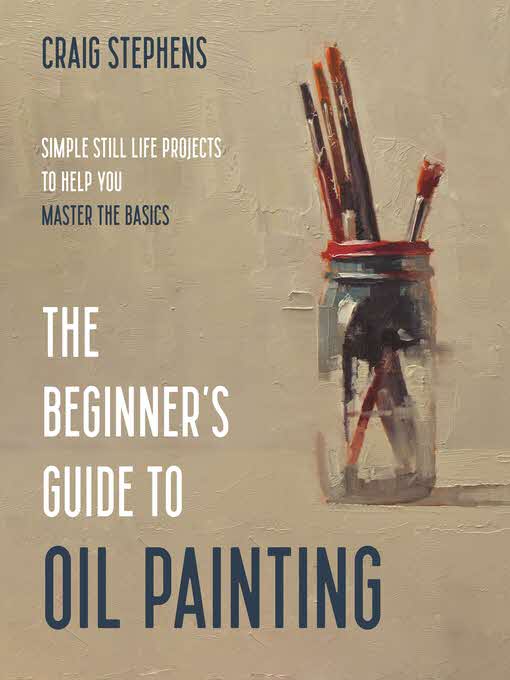 CRAIG STEPHENS
SIMPLE STILL LIFE PROJECTS
TO HELP YOU
MASTER THE BASICS
THE
BEGINNER'S
GUIDE TO
OIL PAINTING